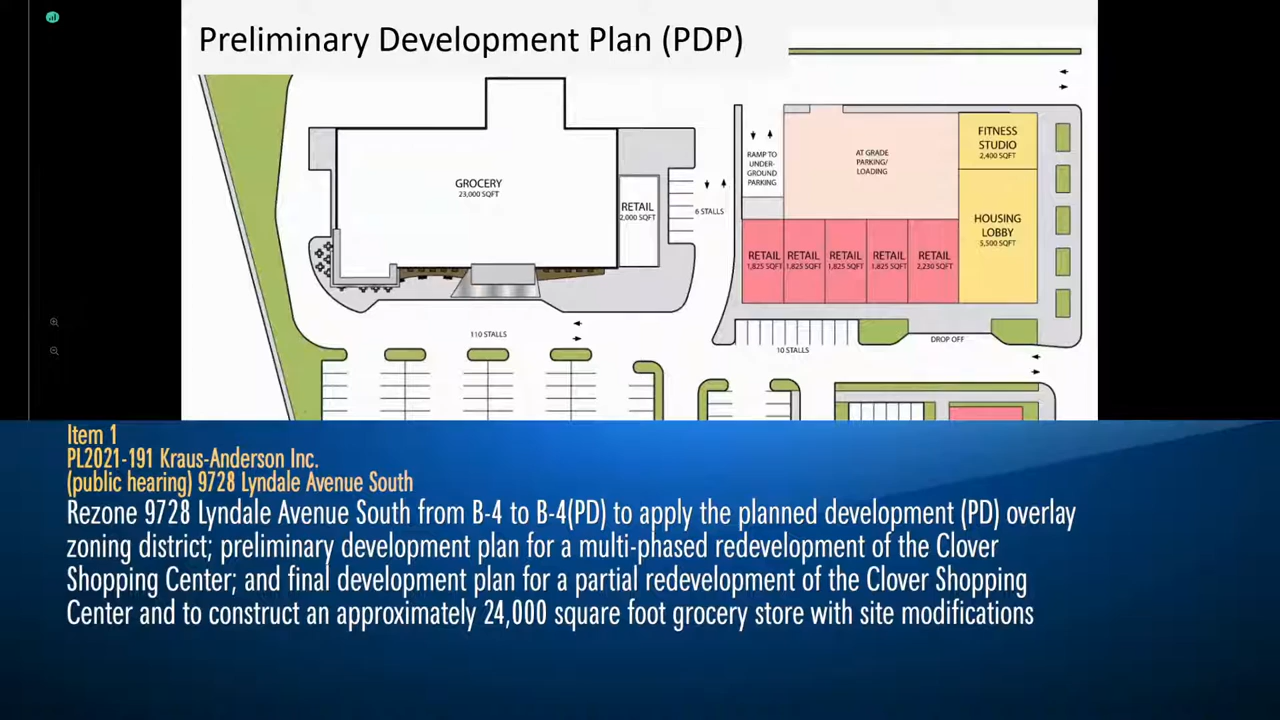 Preliminary Development Plan (PDP)
GROCERY
23,000 SQFT
RETAIL
2,000 SQFT
6 STALLS
110 STALLS
RAMP TO
UNDER-
GROUND
PARKING
AT GRADE
PARKING/
LOADING
FITNESS
STUDIO
2,400 SQFT
HOUSING
LOBBY
5,500 SQFT
RETAIL RETAIL RETAIL RETAIL RETAIL
1,825 SQFT 1,825 SQFT 1,825 SQFT 1,825 SQFT 2,230 SQFT
10 STALLS
DROP OFF
Item 1
PL2021-191 Kraus-Anderson Inc.
(public hearing) 9728 Lyndale Avenue South
Rezone 9728 Lyndale Avenue South from B-4 to B-4(PD) to apply the planned development (PD) overlay
zoning district; preliminary development plan for a multi-phased redevelopment of the Clover
Shopping Center; and final development plan for a partial redevelopment of the Clover Shopping
Center and to construct an approximately 24,000 square foot grocery store with site modifications